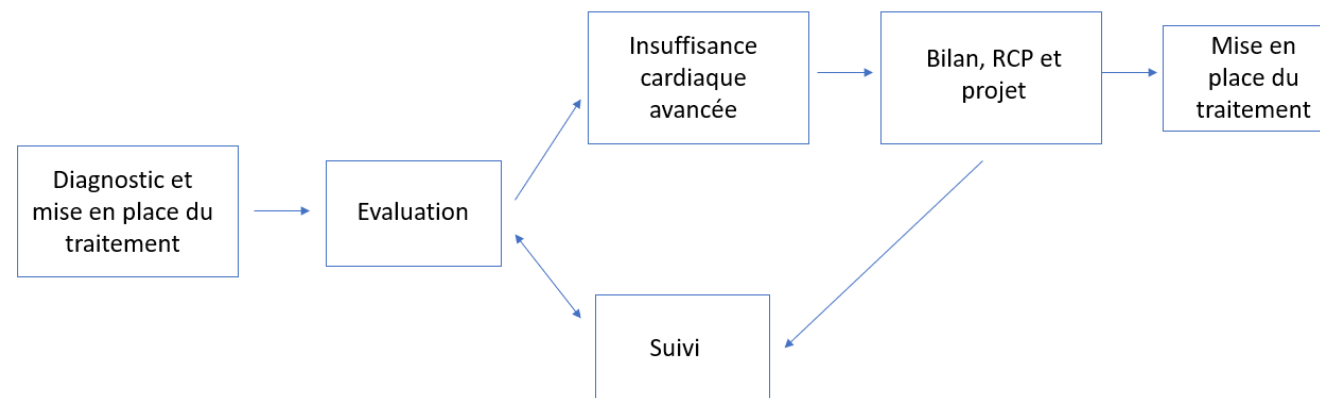 Diagnostic et
mise en place du
traitement
Evaluation
Insuffisance
cardiaque
avancée
Bilan, RCP et
projet
Mise en
place du
traitement
Suivi